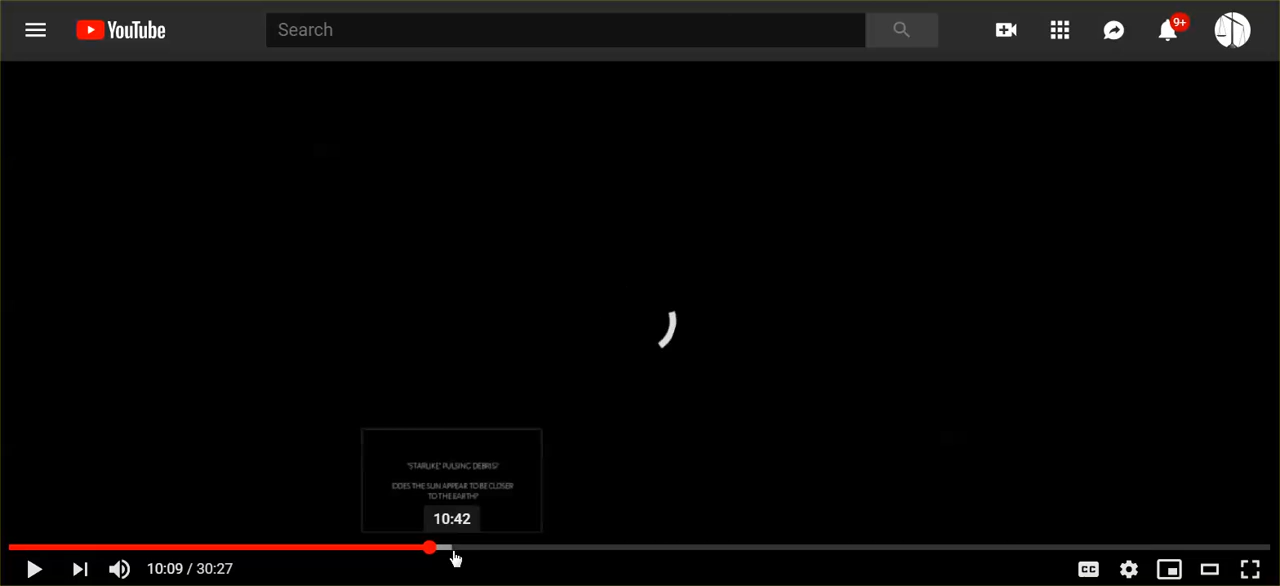 YouTube
Search
9+
"STARLIKE" PULSING DEBRIS?
DOES THE SUN APPEAR TO BE CLOSER
TO THE EARTH?
10:42
10:09 / 30:27
CC